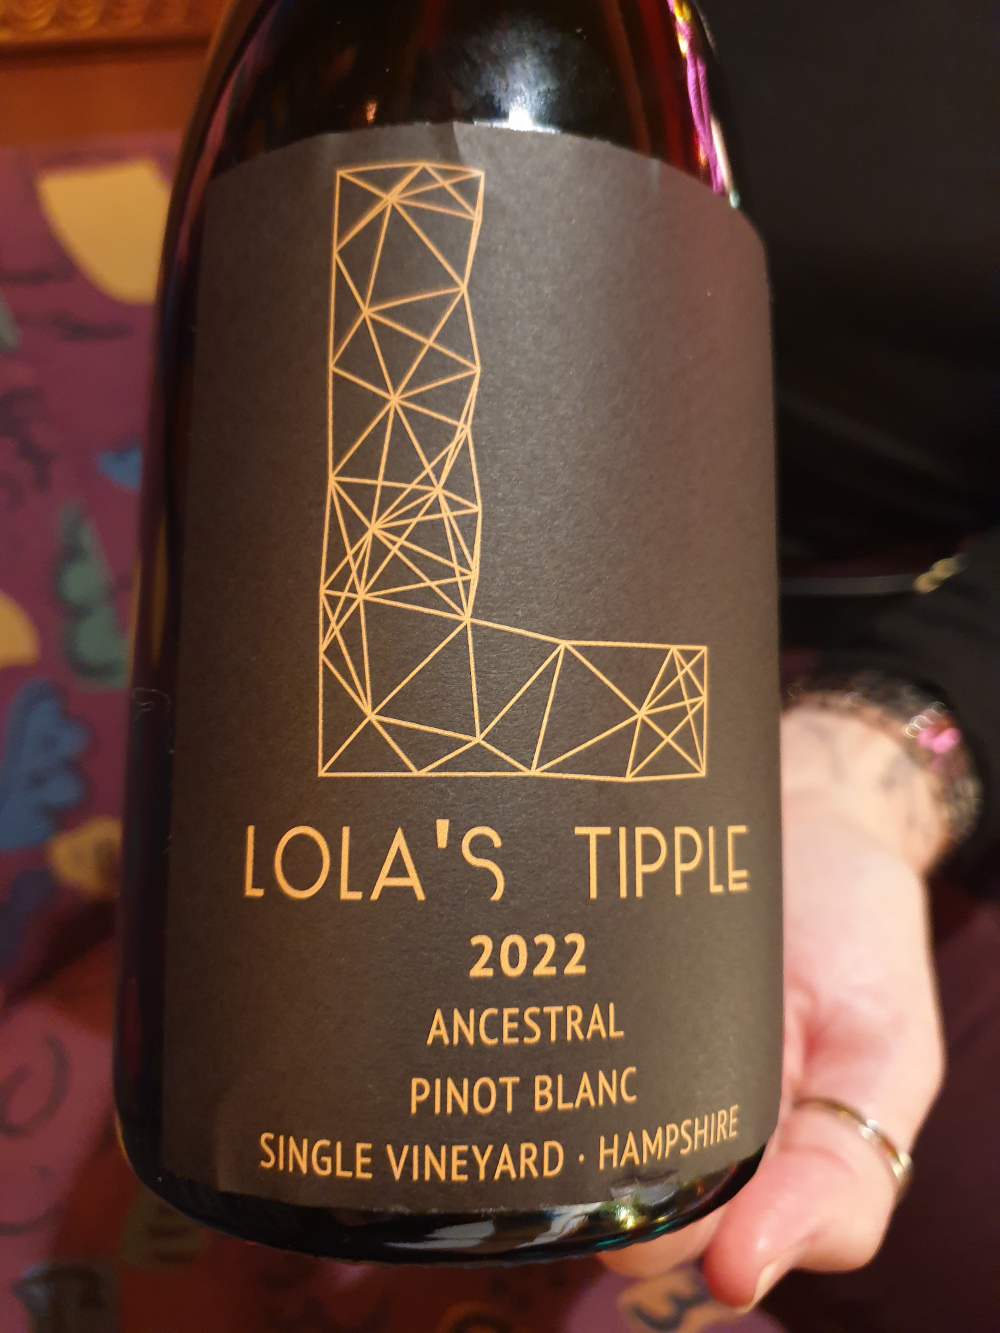 LOLA'S TIPPLE
2022
ANCESTRAL
PINOT BLANC
SINGLE VINEYARD · HAMPSHIRE